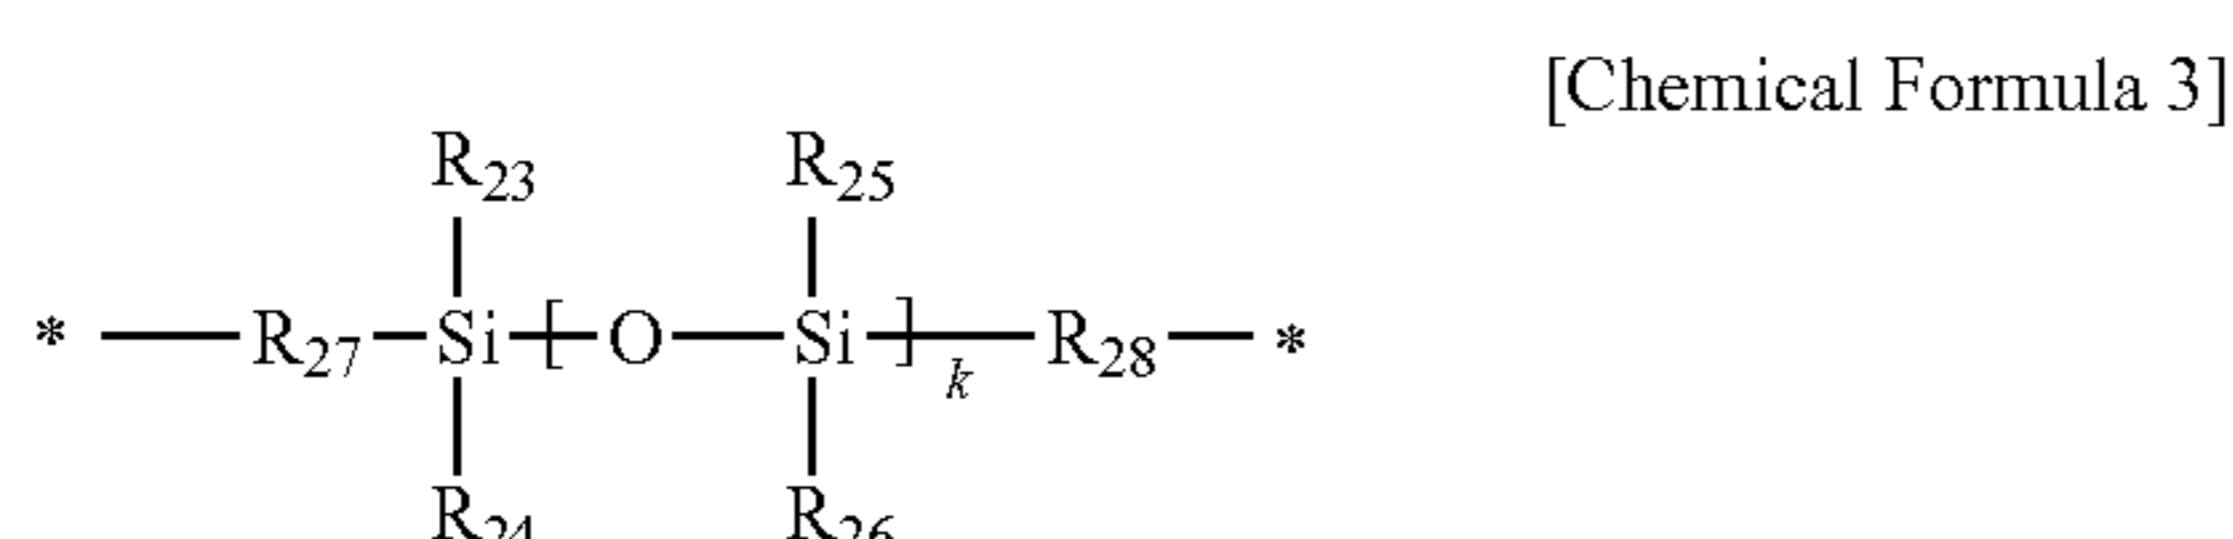 [Chemical Formula 3]
R23 R25
* R27 Si [ O Si ] k R28 *
R24 R26